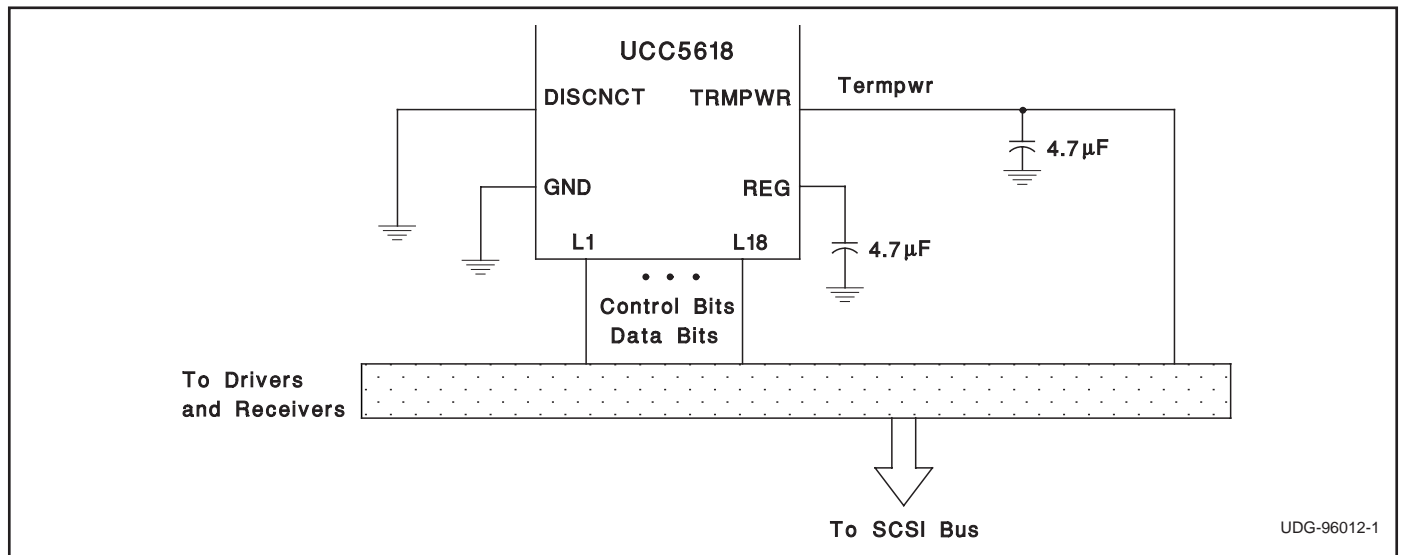 UCC5618
DISCNCT
TRMPWR
Termpwr
4.7µF
GND
REG
4.7µF
L1
L18
• • •
Control Bits
Data Bits
To Drivers
and Receivers
To SCSI Bus
UDG-96012-1